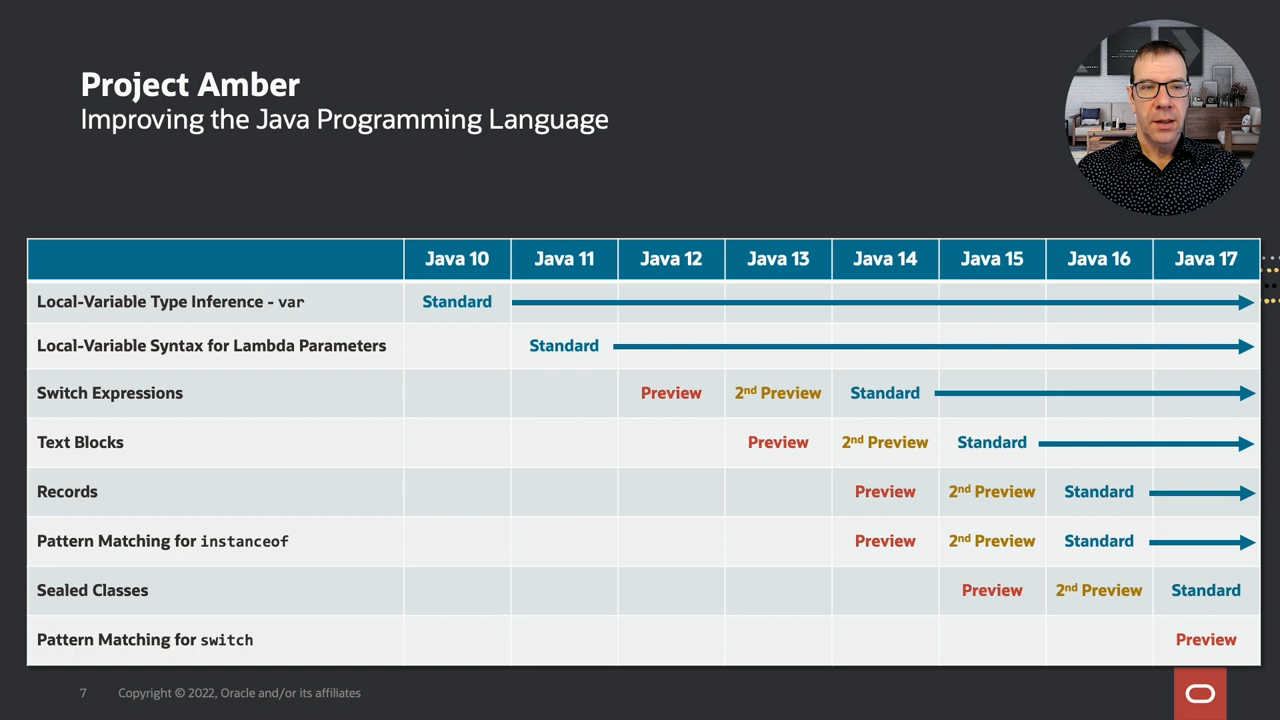 Project Amber
Improving the Java Programming Language
Java 10 Java 11 Java 12 Java 13 Java 14 Java 15 Java 16 Java 17
Local-Variable Type Inference - var Standard
Local-Variable Syntax for Lambda Parameters Standard
Switch Expressions Preview 2nd Preview Standard
Text Blocks Preview 2nd Preview Standard
Records Preview 2nd Preview Standard
Pattern Matching for instanceof Preview 2nd Preview Standard
Sealed Classes Preview 2nd Preview Standard
Pattern Matching for switch Preview
7 Copyright © 2022, Oracle and/or its affiliates